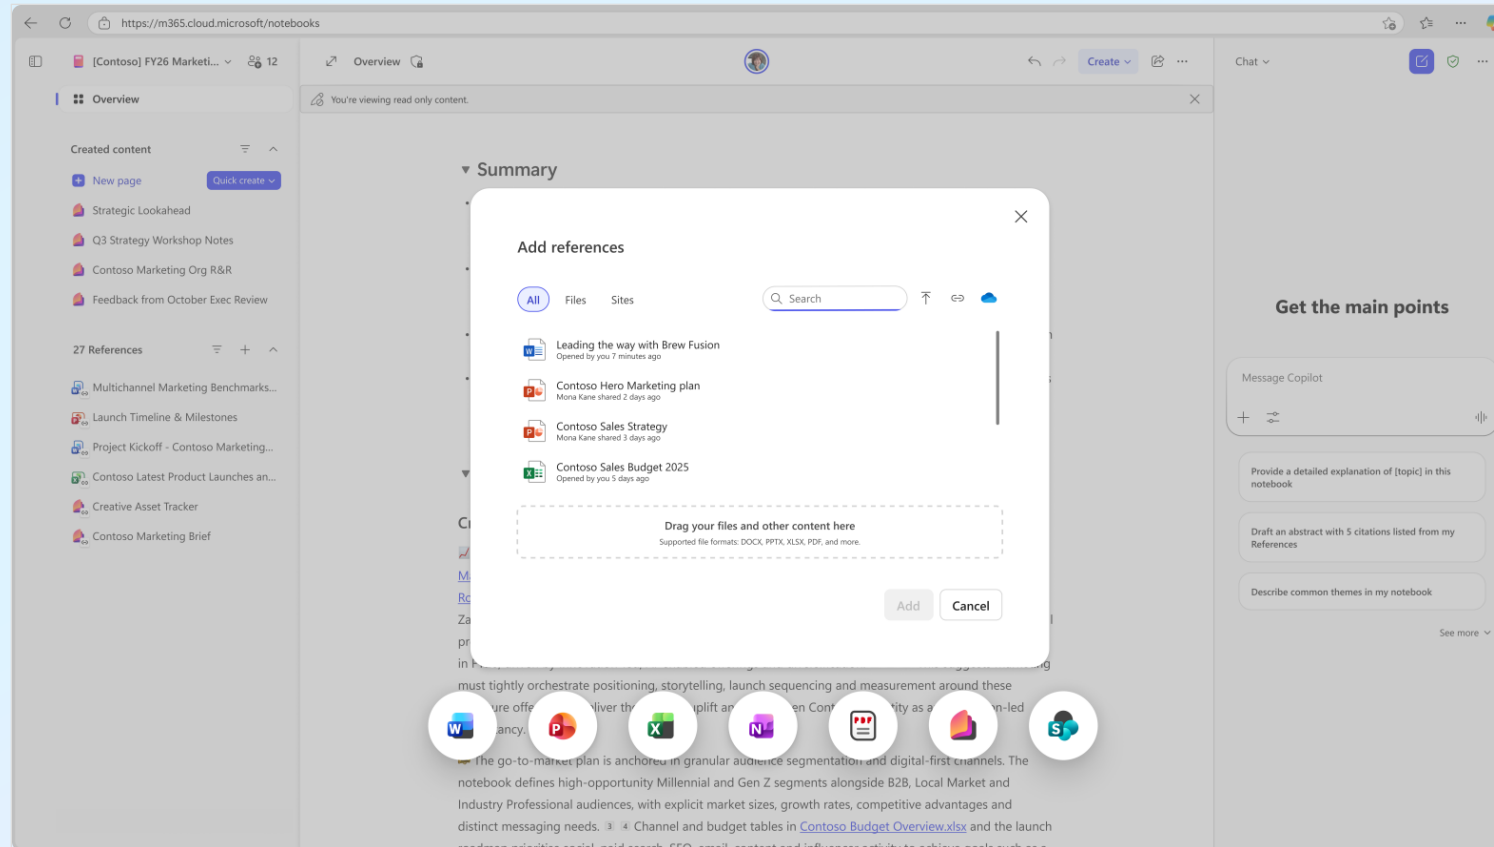 https://m365.cloud.microsoft/notebooks
[Contoso] FY26 Marketi...
12
Overview
Create
Chat
Overview
You're viewing read only content.
Created content
New page
Quick create
Strategic Lookahead
Q3 Strategy Workshop Notes
Contoso Marketing Org R&R
Feedback from October Exec Review
27 References
Multichannel Marketing Benchmarks...
Launch Timeline & Milestones
Project Kickoff - Contoso Marketing...
Contoso Latest Product Launches an...
Creative Asset Tracker
Contoso Marketing Brief
Summary
Add references
All
Files
Sites
Search
Leading the way with Brew Fusion
Opened by you 7 minutes ago
Contoso Hero Marketing plan
Mona Kane shared 2 days ago
Contoso Sales Strategy
Mona Kane shared 3 days ago
Contoso Sales Budget 2025
Opened by you 5 days ago
Drag your files and other content here
Supported file formats: DOCX, PPTX, XLSX, PDF, and more.
Add
Cancel
must tightly orchestrate positioning, storytelling, launch sequencing and measurement around these
W
P
X
N
PDF
S
The go-to-market plan is anchored in granular audience segmentation and digital-first channels. The
notebook defines high-opportunity Millennial and Gen Z segments alongside B2B, Local Market and
Industry Professional audiences, with explicit market sizes, growth rates, competitive advantages and
distinct messaging needs. 3 4 Channel and budget tables in Contoso Budget Overview.xlsx and the launch
Get the main points
Message Copilot
Provide a detailed explanation of [topic] in this
notebook
Draft an abstract with 5 citations listed from my
References
Describe common themes in my notebook
See more